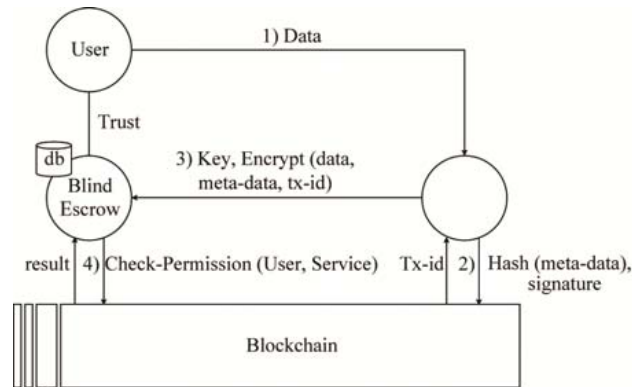 User
1) Data
Trust
db
Blind
Escrow
3) Key, Encrypt (data,
meta-data, tx-id)
result
4) Check-Permission (User, Service)
Tx-id
2)
Hash (meta-data),
signature
Blockchain